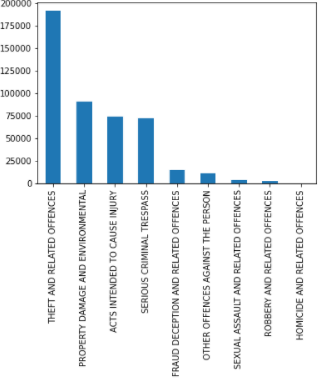 200000
175000
150000
125000
100000
75000
50000
25000
0
THEFT AND RELATED OFFENCES
PROPERTY DAMAGE AND ENVIRONMENTAL
ACTS INTENDED TO CAUSE INJURY
SERIOUS CRIMINAL TRESPASS
FRAUD DECEPTION AND RELATED OFFENCES
OTHER OFFENCES AGAINST THE PERSON
SEXUAL ASSAULT AND RELATED OFFENCES
ROBBERY AND RELATED OFFENCES
HOMICIDE AND RELATED OFFENCES